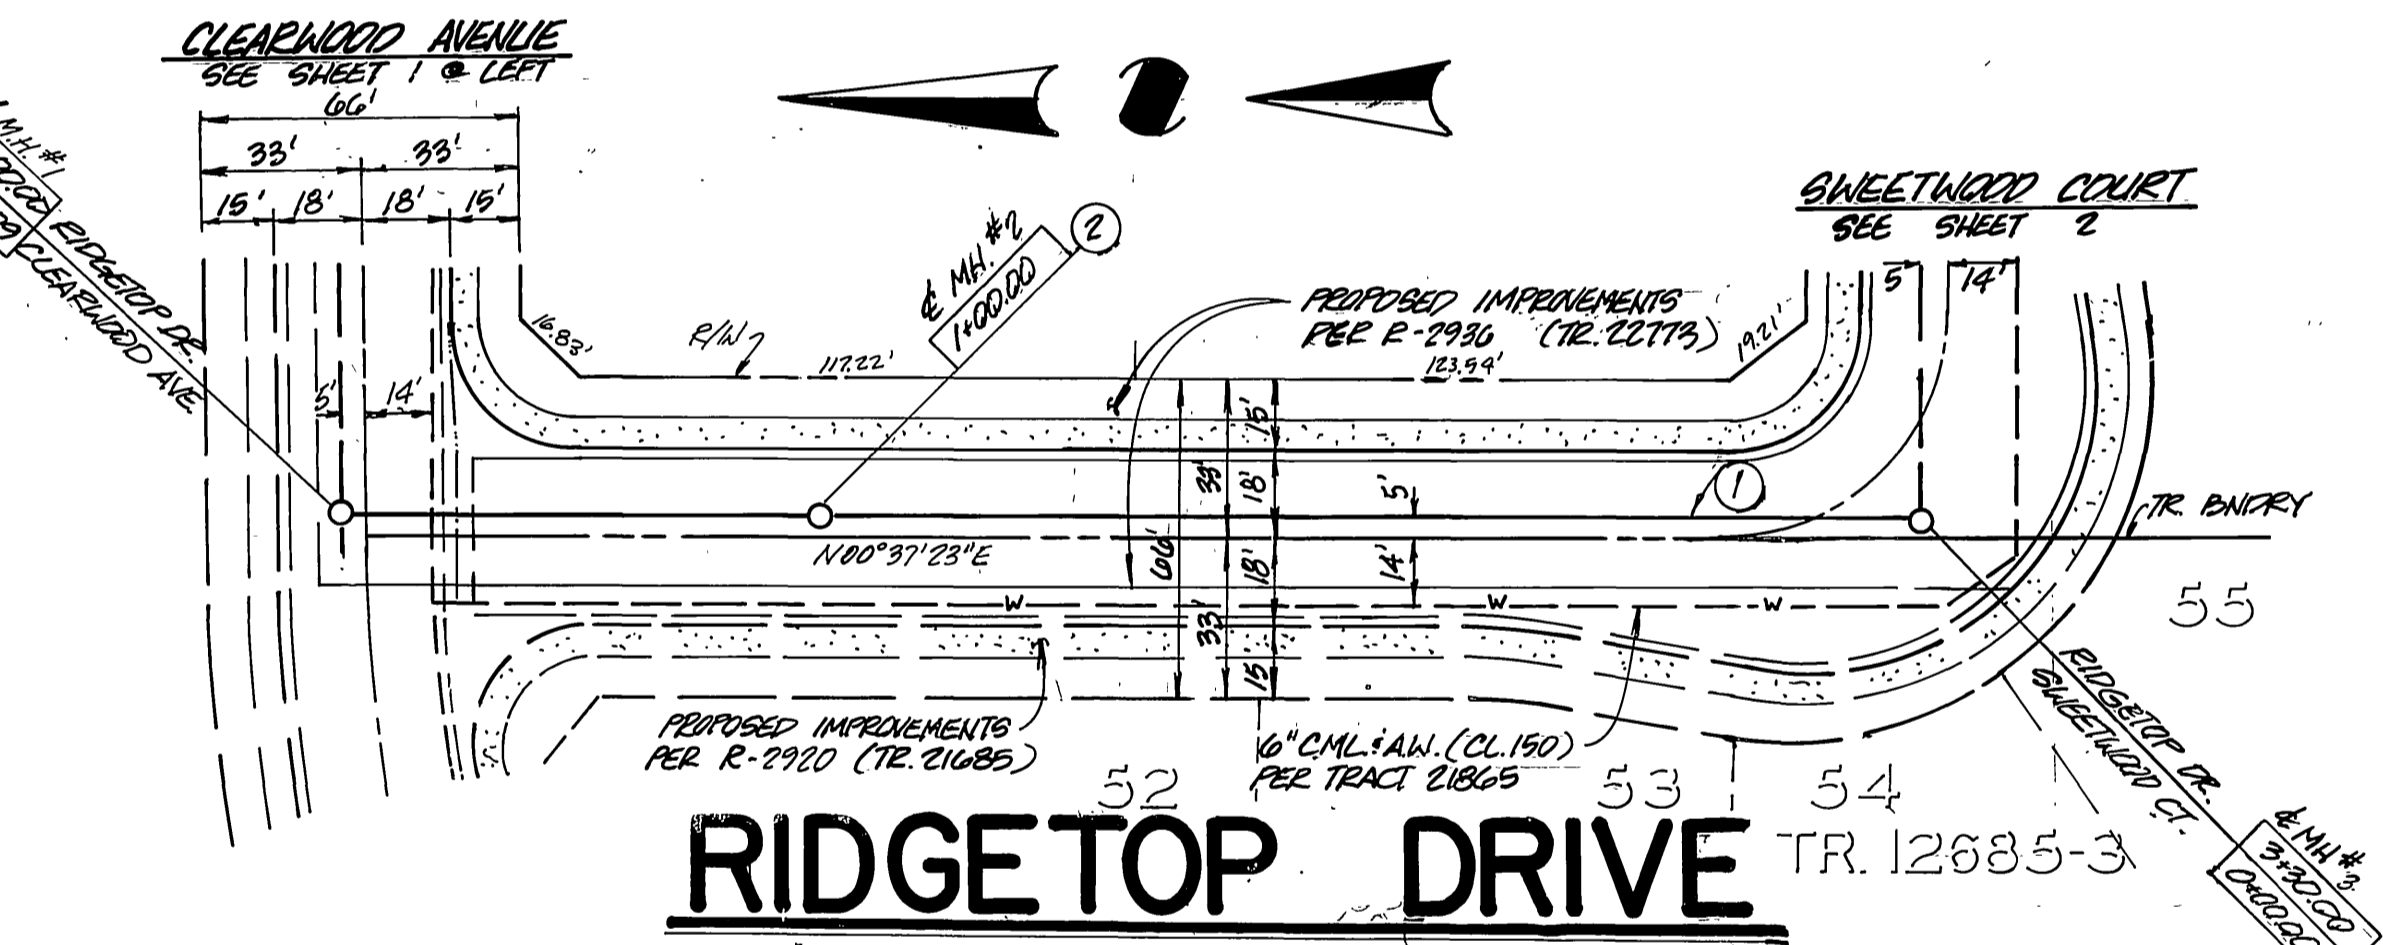 CLEARWOOD AVENUE
SEE SHEET 1 @ LEFT
66'
33' 33'
15' 18' 18' 15'
M.H. #1
RIDGETOP DR.
CLEARWOOD AVE.
5' 14'
16.83'
R/W
117.22'
℄ MH. #2
1+00.00
2
PROPOSED IMPROVEMENTS
PER R-2936 (TR. 22773)
123.54'
19.21'
SWEETWOOD COURT
SEE SHEET 2
5' 14'
1
TR. BNDRY
N00°37'23"E
66'
33'
33'
15'
18'
18'
15'
5'
14'
W W W
PROPOSED IMPROVEMENTS
PER R-2920 (TR. 21685)
6" C.M.L. & A.W. (CL. 150)
PER TRACT 21865
52
53
54
55
TR. 12685-3
RIDGETOP DR.
SWEETWOOD CT.
℄ MH #3
3+30.00
0+00.00
RIDGETOP DRIVE